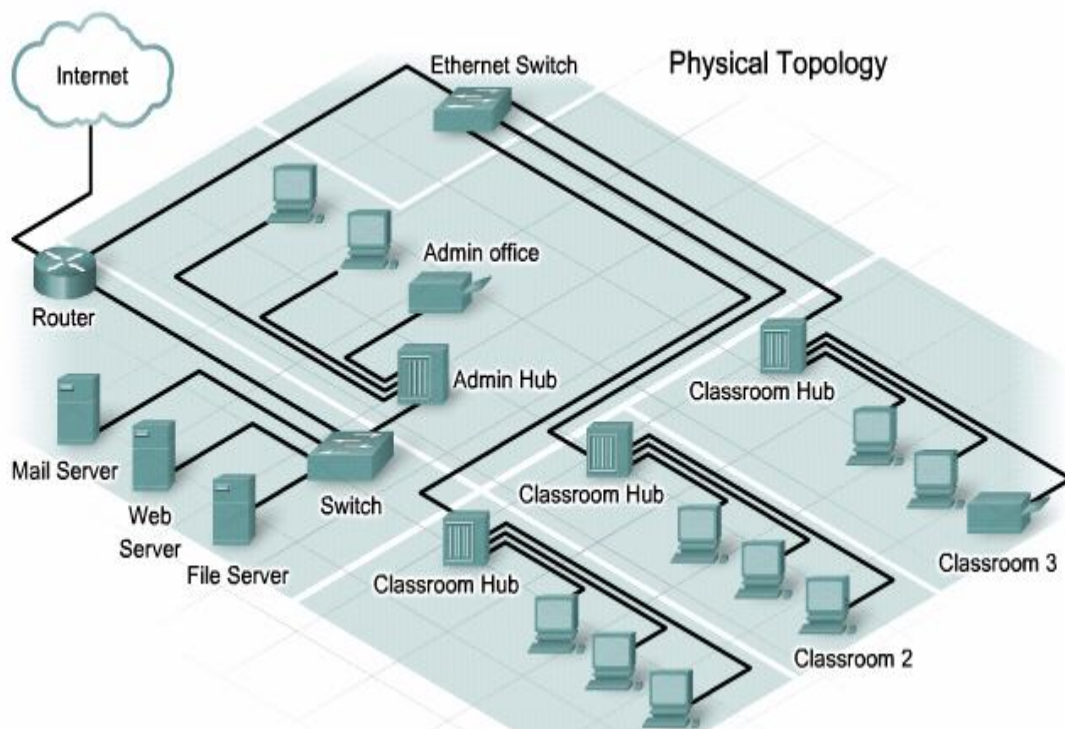 Physical Topology
Internet
Ethernet Switch
Router
Admin office
Admin Hub
Mail Server
Web
Server
File Server
Switch
Classroom Hub
Classroom Hub
Classroom Hub
Classroom 3
Classroom 2